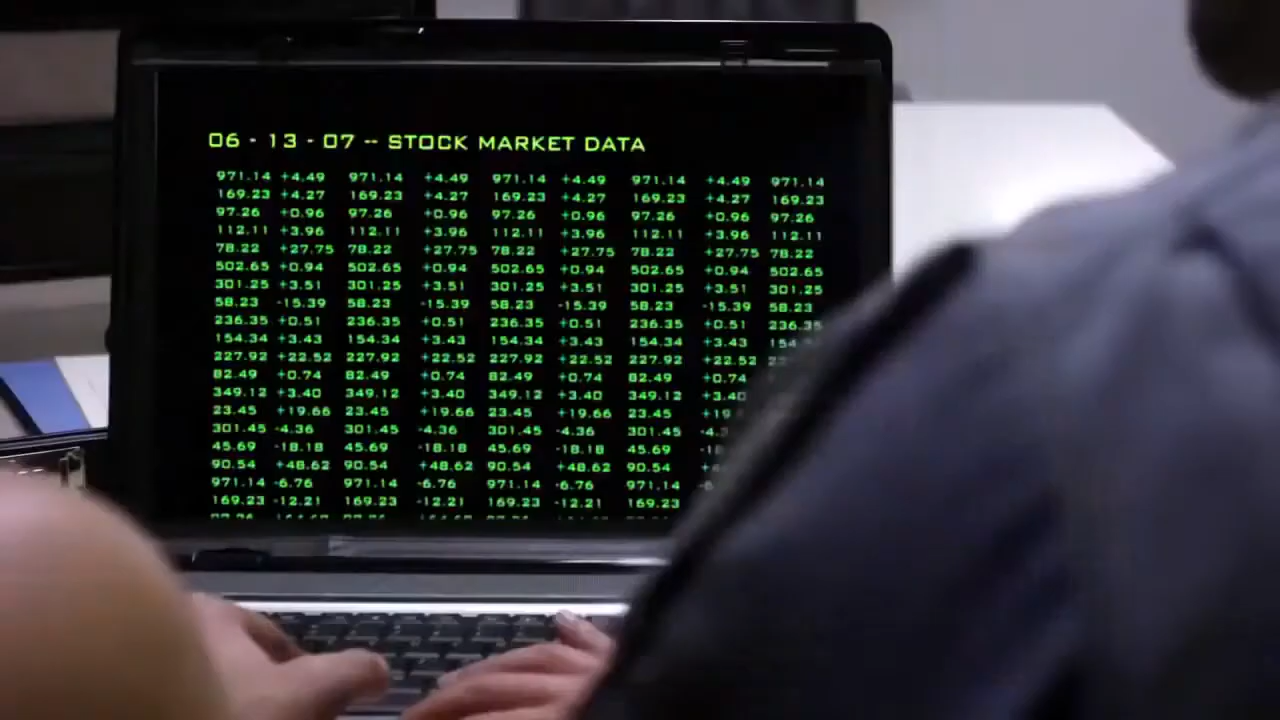 06 - 13 - 07 -- STOCK MARKET DATA
971.14 +4.49 971.14 +4.49 971.14 +4.49 971.14 +4.49 971.14
169.23 +4.27 169.23 +4.27 169.23 +4.27 169.23 +4.27 169.23
97.26 +0.96 97.26 +0.96 97.26 +0.96 97.26 +0.96 97.26
112.11 +3.96 112.11 +3.96 112.11 +3.96 112.11 +3.96 112.11
78.22 +27.75 78.22 +27.75 78.22 +27.75 78.22 +27.75 78.22
502.65 +0.94 502.65 +0.94 502.65 +0.94 502.65 +0.94 502.65
301.25 +3.51 301.25 +3.51 301.25 +3.51 301.25 +3.51 301.25
58.23 -15.39 58.23 -15.39 58.23 -15.39 58.23 -15.39 58.23
236.35 +0.51 236.35 +0.51 236.35 +0.51 236.35 +0.51 236.35
154.34 +3.43 154.34 +3.43 154.34 +3.43 154.34 +3.43
227.92 +22.52 227.92 +22.52 227.92 +22.52 227.92 +22.52
82.49 +0.74 82.49 +0.74 82.49 +0.74 82.49 +0.74
349.12 +3.40 349.12 +3.40 349.12 +3.40 349.12 +3.40
23.45 +19.66 23.45 +19.66 23.45 +19.66 23.45
301.45 -4.36 301.45 -4.36 301.45 -4.36 301.45
45.69 -18.18 45.69 -18.18 45.69 -18.18 45.69
90.54 +48.62 90.54 +48.62 90.54 +48.62 90.54
971.14 -6.76 971.14 -6.76 971.14 -6.76 971.14
169.23 -12.21 169.23 -12.21 169.23 -12.21 169.23